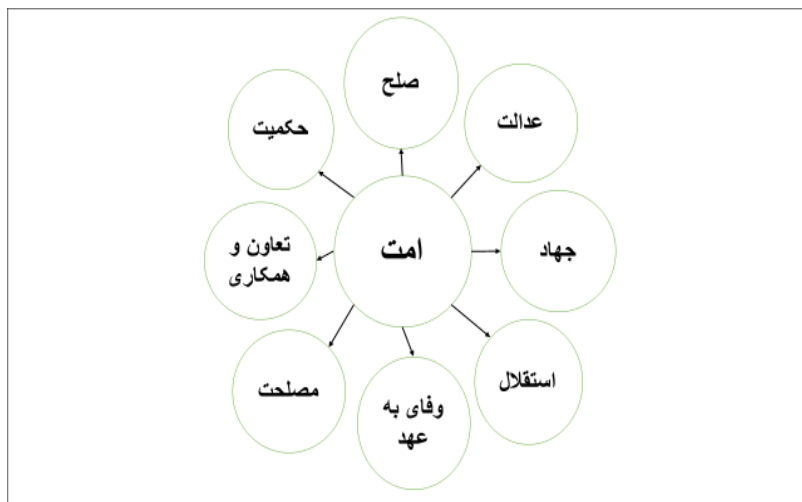 صلح
عدالت
حکمیت
جهاد
امت
تعاون و
همکاری
استقلال
مصلحت
وفای به
عهد